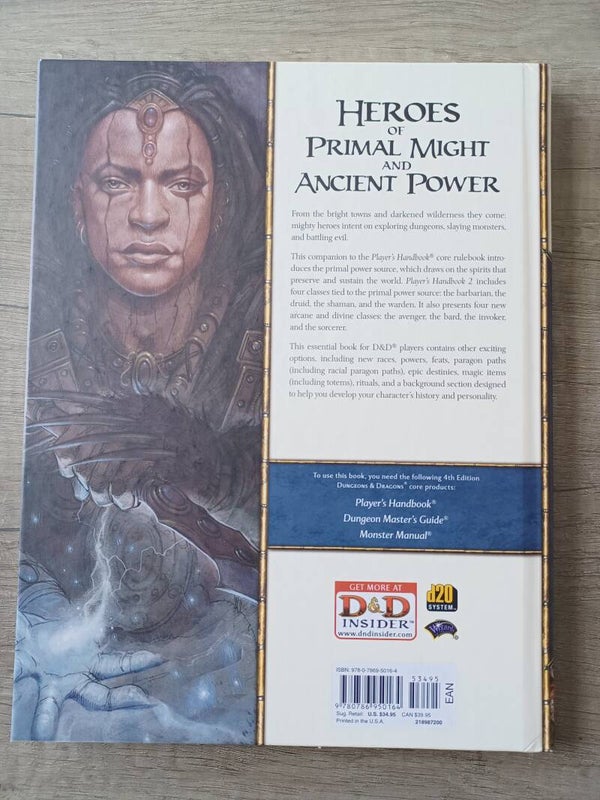 HEROES
OF
PRIMAL MIGHT
AND
ANCIENT POWER
From the bright towns and darkened wilderness they come:
mighty heroes intent on exploring dungeons, slaying monsters,
and battling evil.
This companion to the Player's Handbook® core rulebook intro-
duces the primal power source, which draws on the spirits that
preserve and sustain the world. Player's Handbook 2 includes
four classes tied to the primal power source: the barbarian, the
druid, the shaman, and the warden. It also presents four new
arcane and divine classes: the avenger, the bard, the invoker,
and the sorcerer.
This essential book for D&D® players contains other exciting
options, including new races, powers, feats, paragon paths
(including racial paragon paths), epic destinies, magic items
(including totems), rituals, and a background section designed
to help you develop your character's history and personality.
To use this book, you need the following 4th Edition
DUNGEONS & DRAGONS® core products:
Player's Handbook®
Dungeon Master's Guide®
Monster Manual®
GET MORE AT
D&D
INSIDER™
www.dndinsider.com
d20
SYSTEM™
Wizards
ISBN: 978-0-7869-5016-4
53495
EAN
9780786950164
Sug. Retail: U.S. $34.95 CAN $39.95
Printed in the U.S.A. 218987200